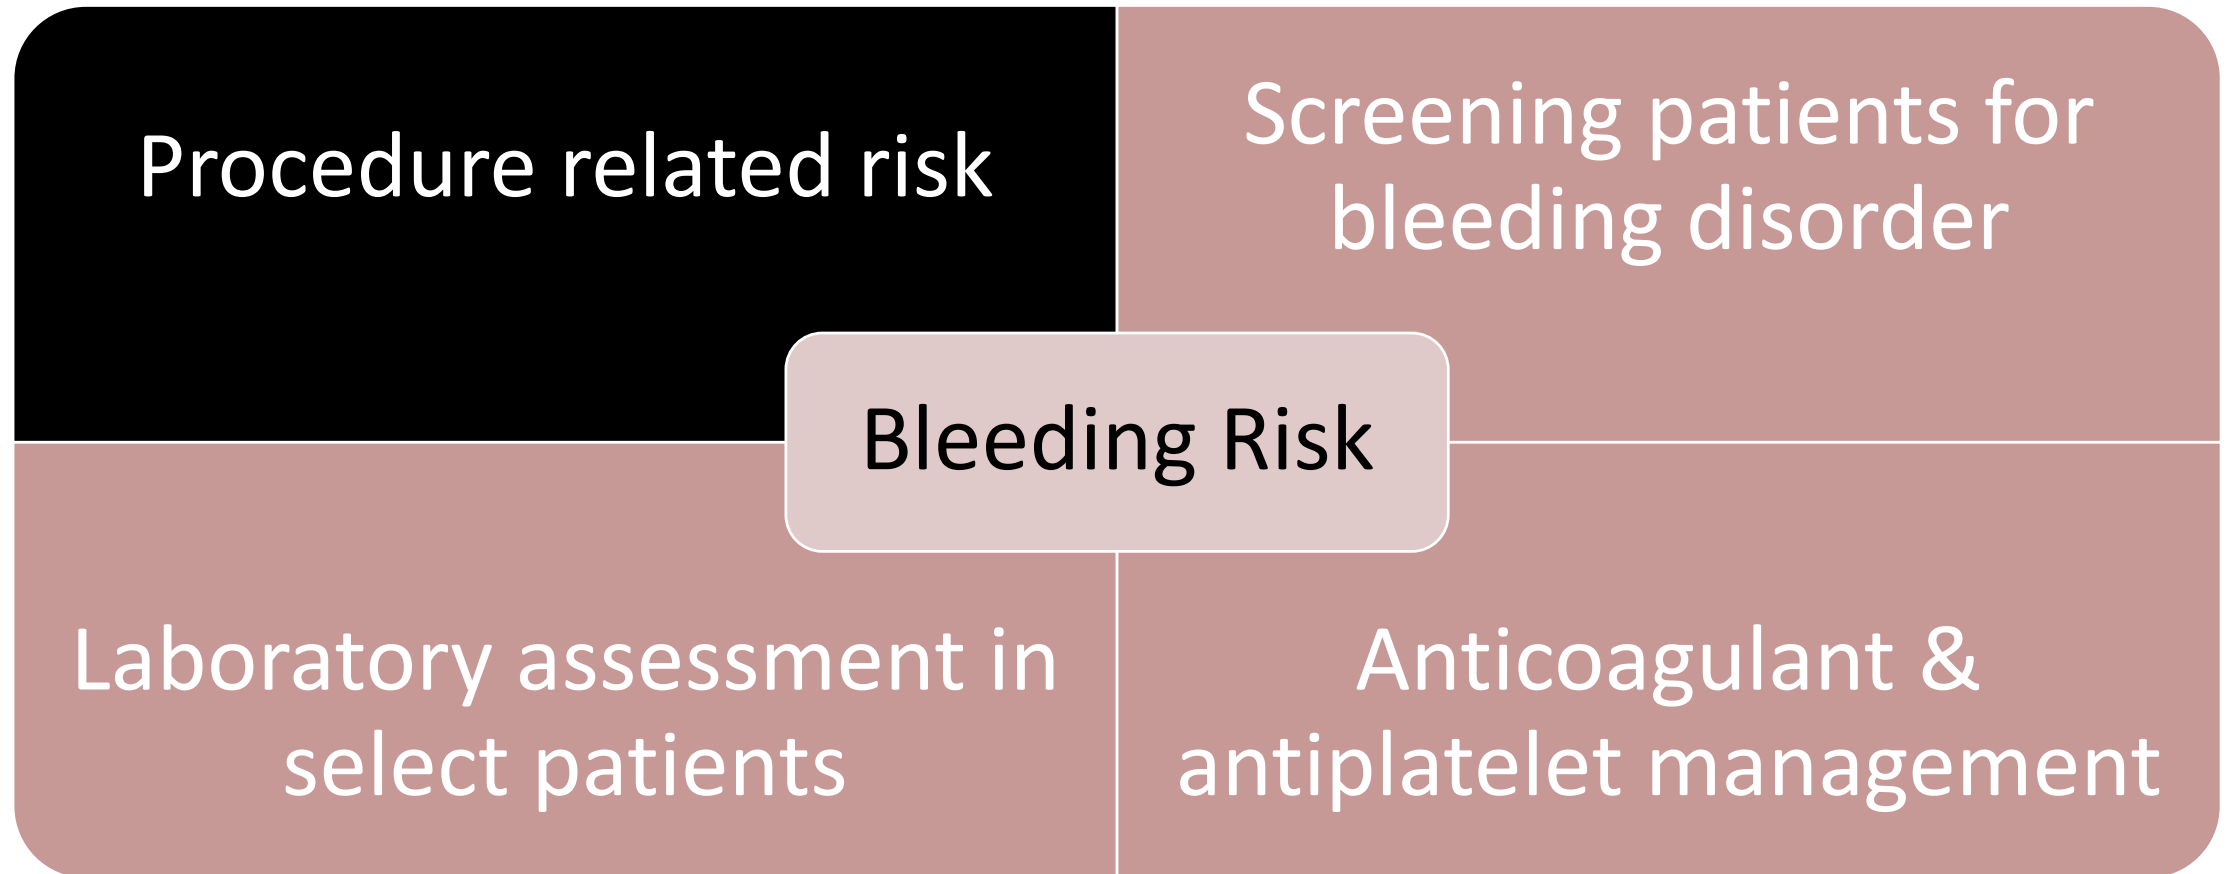 Procedure related risk
Screening patients for
bleeding disorder
Bleeding Risk
Laboratory assessment in
select patients
Anticoagulant &
antiplatelet management